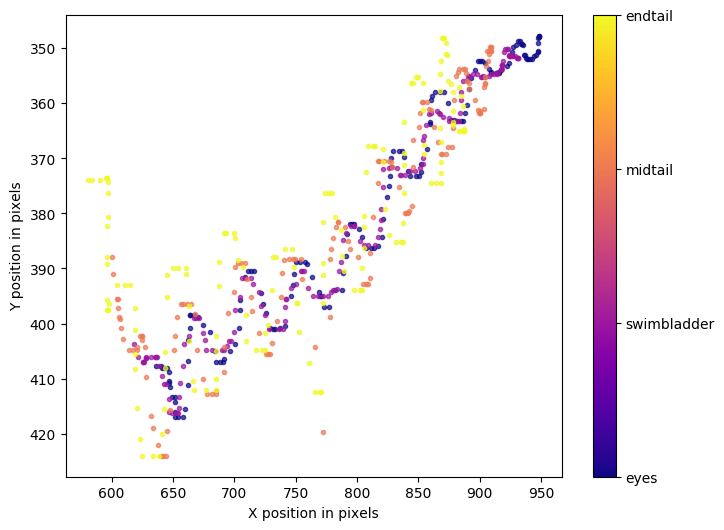 350
360
370
380
390
400
410
420
Y position in pixels
600
650
700
750
800
850
900
950
X position in pixels
endtail
midtail
swimbladder
eyes